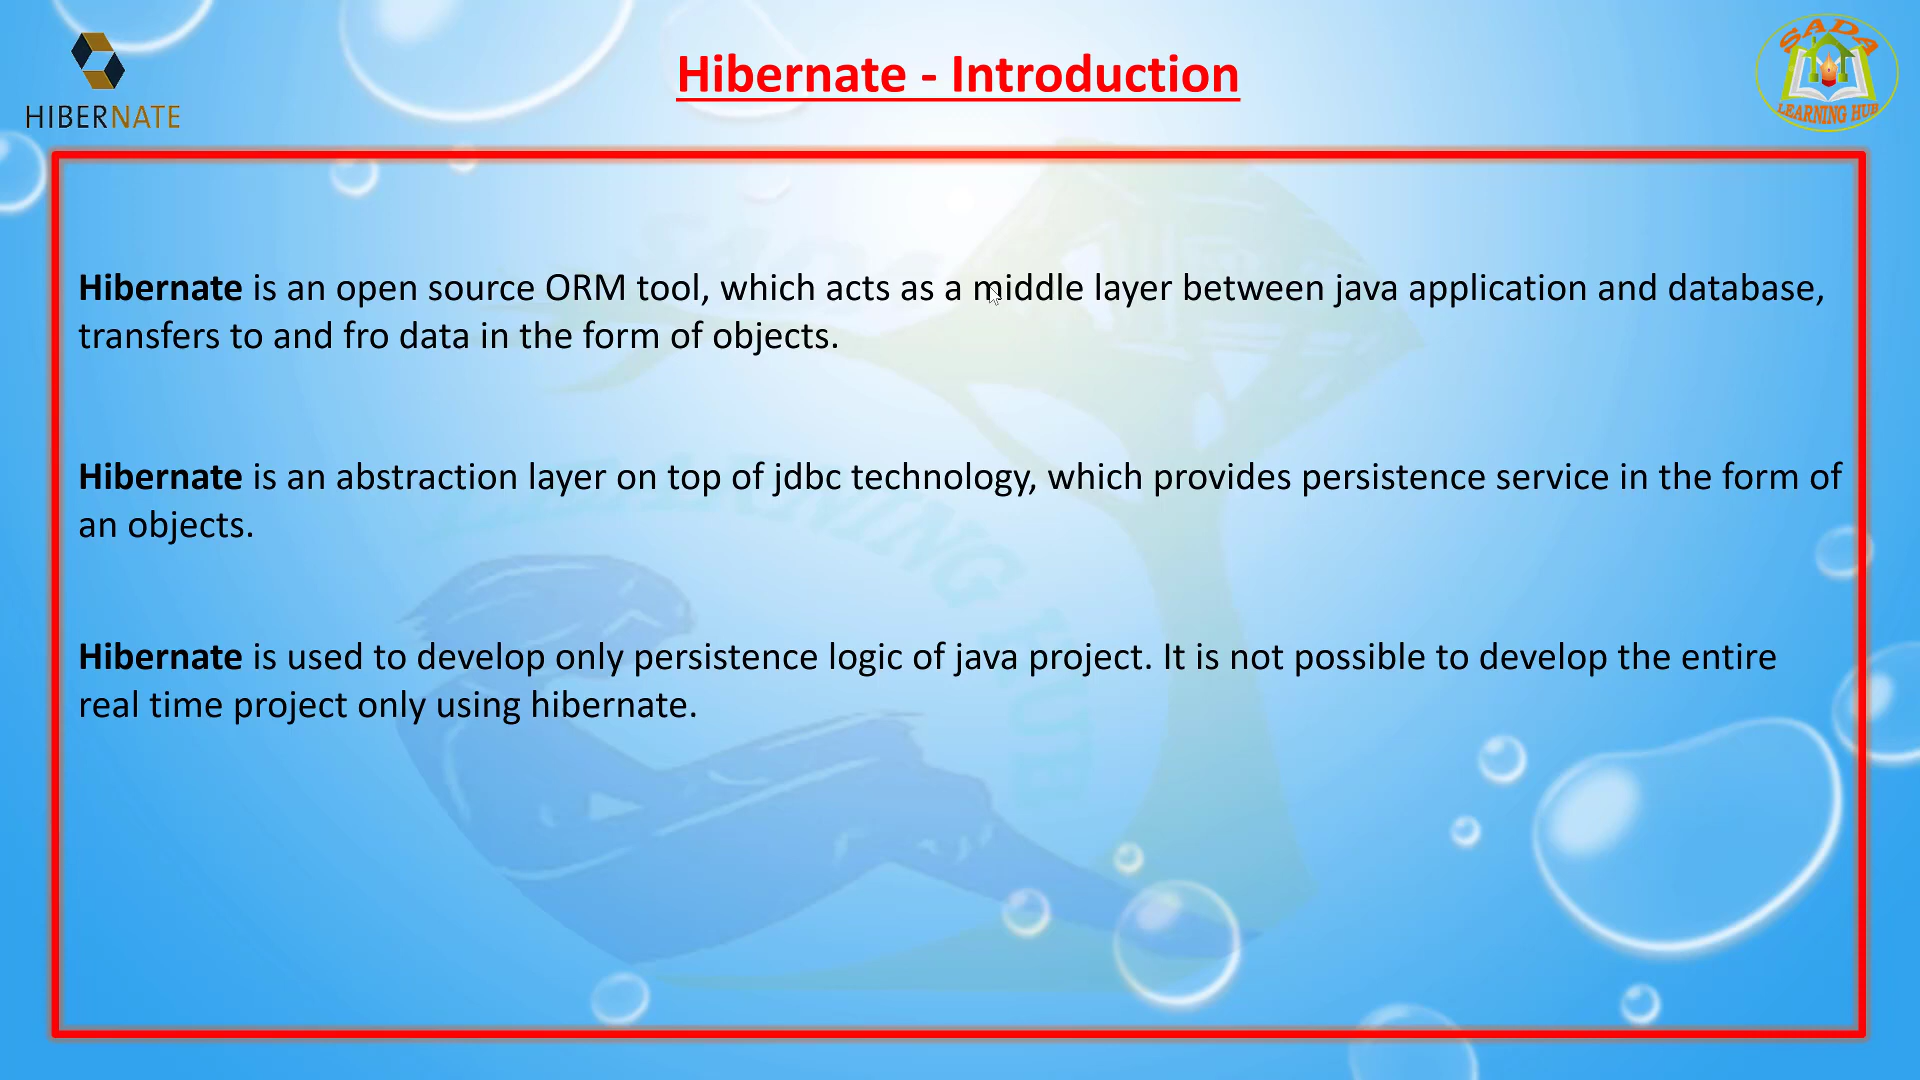 HIBERNATE
Hibernate - Introduction
SADA
LEARNING HUB
Hibernate is an open source ORM tool, which acts as a middle layer between java application and database,
transfers to and fro data in the form of objects.
Hibernate is an abstraction layer on top of jdbc technology, which provides persistence service in the form of
an objects.
Hibernate is used to develop only persistence logic of java project. It is not possible to develop the entire
real time project only using hibernate.
LEARNING HUB